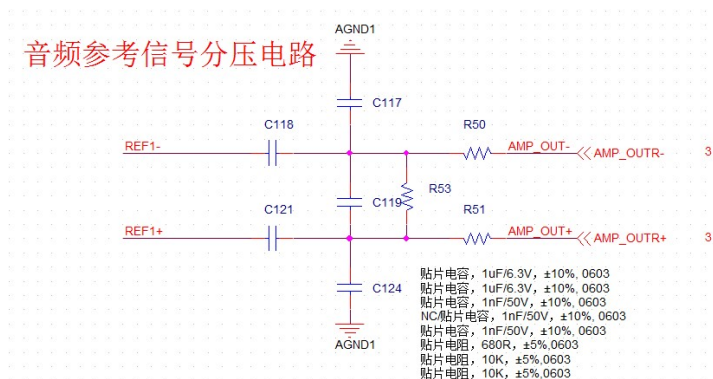 AGND1
音频参考信号分压电路
C117
C118
R50
REF1-
AMP_OUT-
AMP_OUTR-
3
R53
C119
C121
R51
REF1+
AMP_OUT+
AMP_OUTR+
3
贴片电容，1uF/6.3V，±10%, 0603
C124
贴片电容，1uF/6.3V，±10%, 0603
贴片电容，1nF/50V，±10%, 0603
NC/贴片电容，1nF/50V，±10%, 0603
贴片电容，1nF/50V，±10%, 0603
AGND1
贴片电阻，680R，±5%,0603
贴片电阻，10K，±5%,0603
贴片电阻，10K，±5%,0603